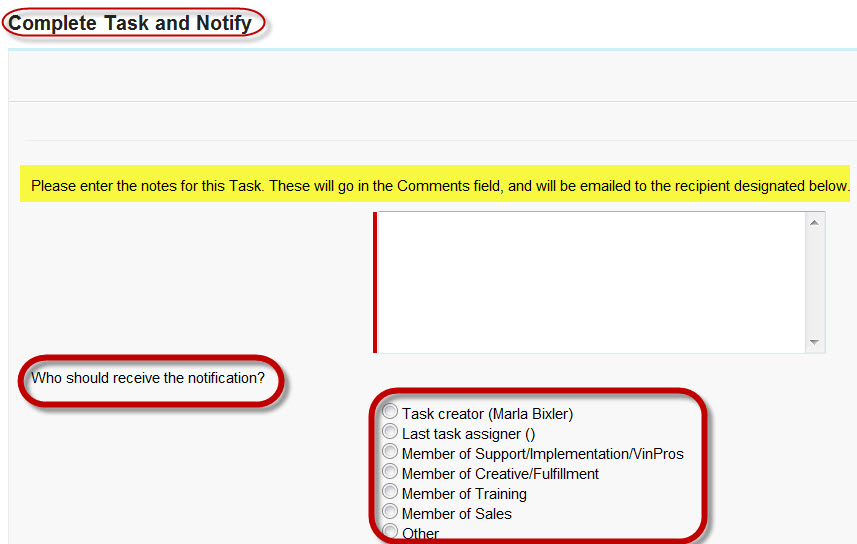 Complete Task and Notify
Please enter the notes for this Task. These will go in the Comments field, and will be emailed to the recipient designated below.
Who should receive the notification?
Task creator (Marla Bixler)
Last task assigner ()
Member of Support/Implementation/VinPros
Member of Creative/Fulfillment
Member of Training
Member of Sales
Other